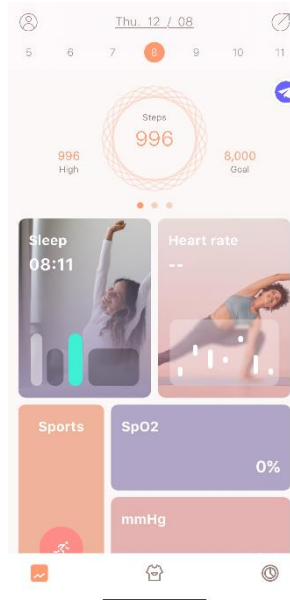 Thu. 12 / 08
5 6 7 8 9 10 11
Steps
996
996
High
8,000
Goal
Sleep
08:11
Heart rate
--
Sports
SpO2
0%
mmHg